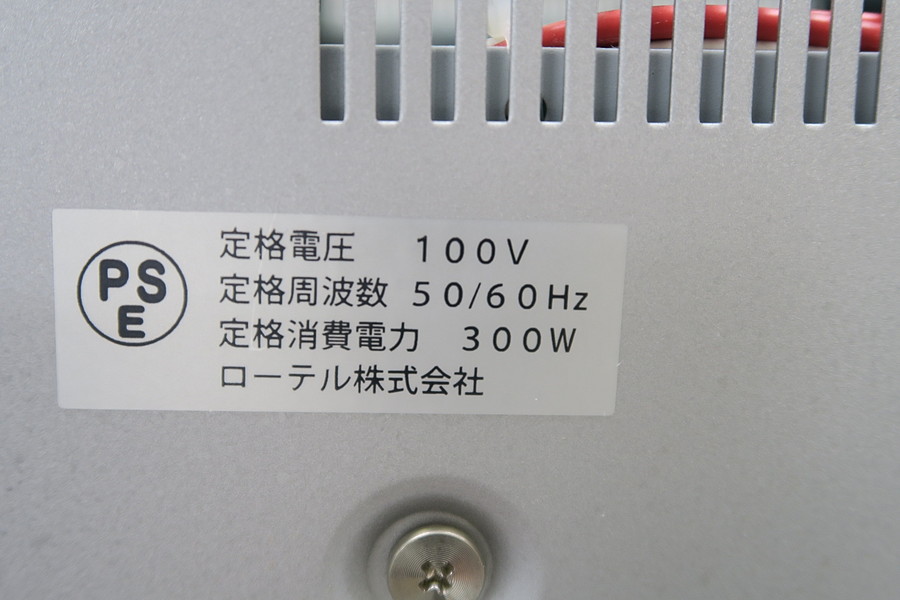 PS
E
定格電圧　１００V
定格周波数 ５０/６０Hz
定格消費電力　３００W
ローテル株式会社